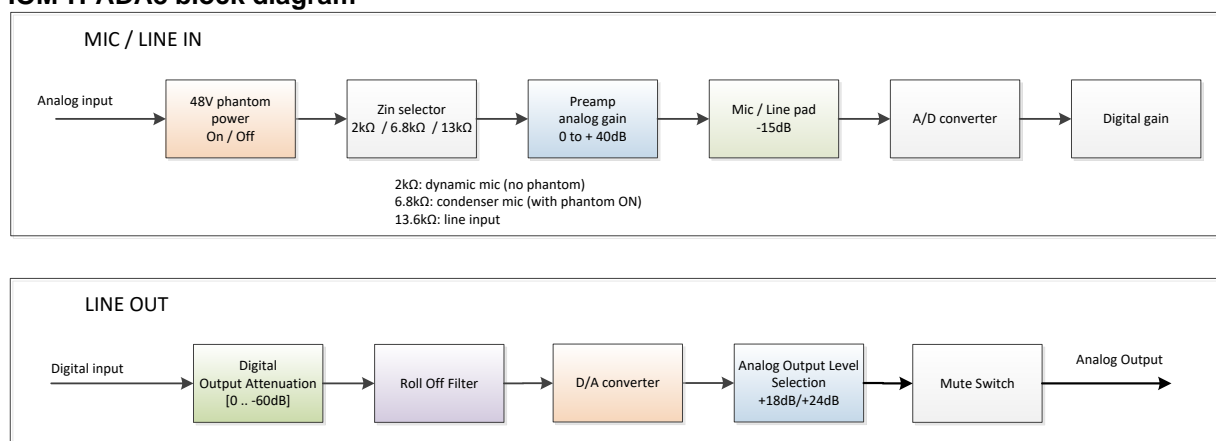 MIC / LINE IN
Analog input
48V phantom
power
On / Off
Zin selector
2kΩ / 6.8kΩ / 13kΩ
Preamp
analog gain
0 to + 40dB
Mic / Line pad
-15dB
A/D converter
Digital gain
2kΩ: dynamic mic (no phantom)
6.8kΩ: condenser mic (with phantom ON)
13.6kΩ: line input
LINE OUT
Digital input
Digital
Output Attenuation
[0 .. -60dB]
Roll Off Filter
D/A converter
Analog Output Level
Selection
+18dB/+24dB
Mute Switch
Analog Output